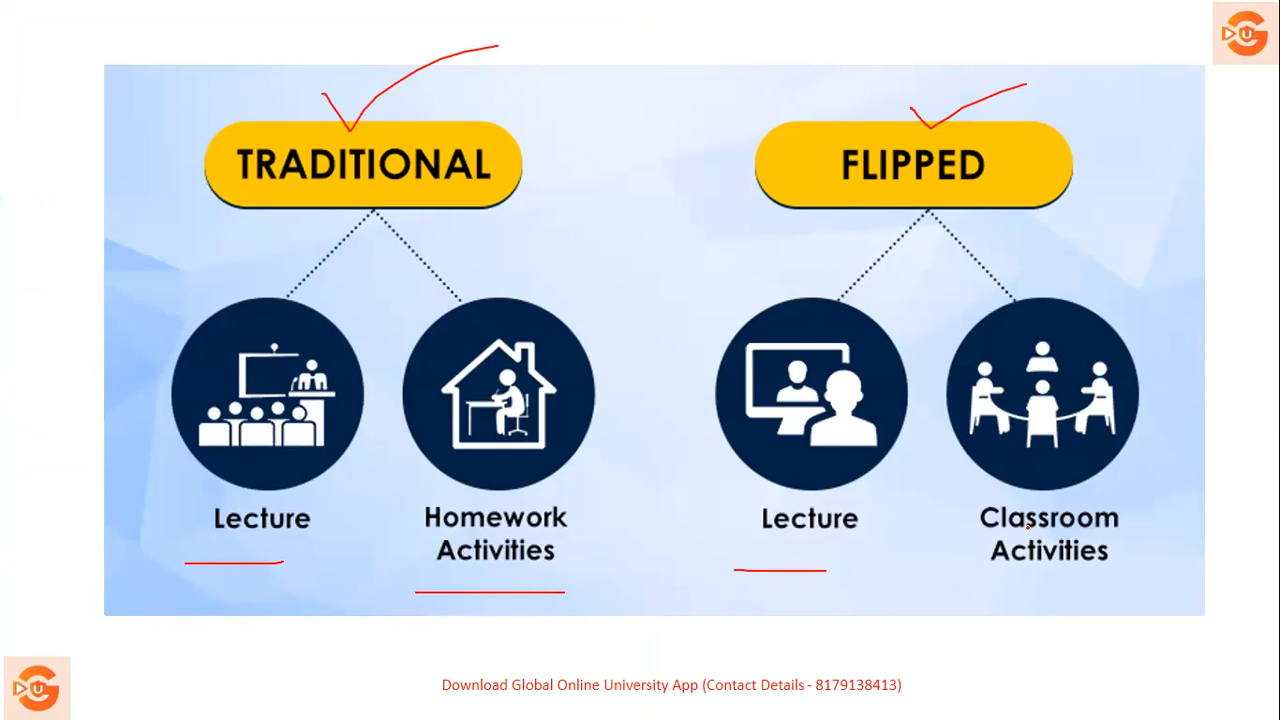 TRADITIONAL
FLIPPED
Lecture
Homework
Activities
Lecture
Classroom
Activities
Download Global Online University App (Contact Details - 8179138413)